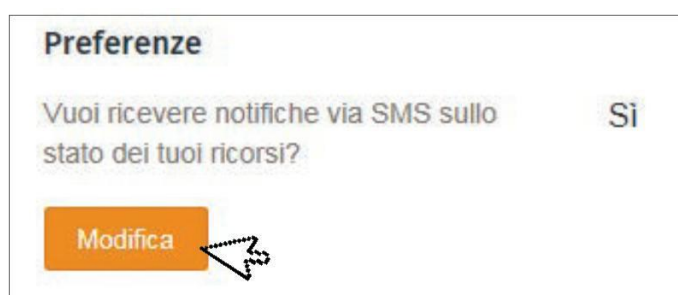 Preferenze
Vuoi ricevere notifiche via SMS sullo Sì
stato dei tuoi ricorsi?
Modifica